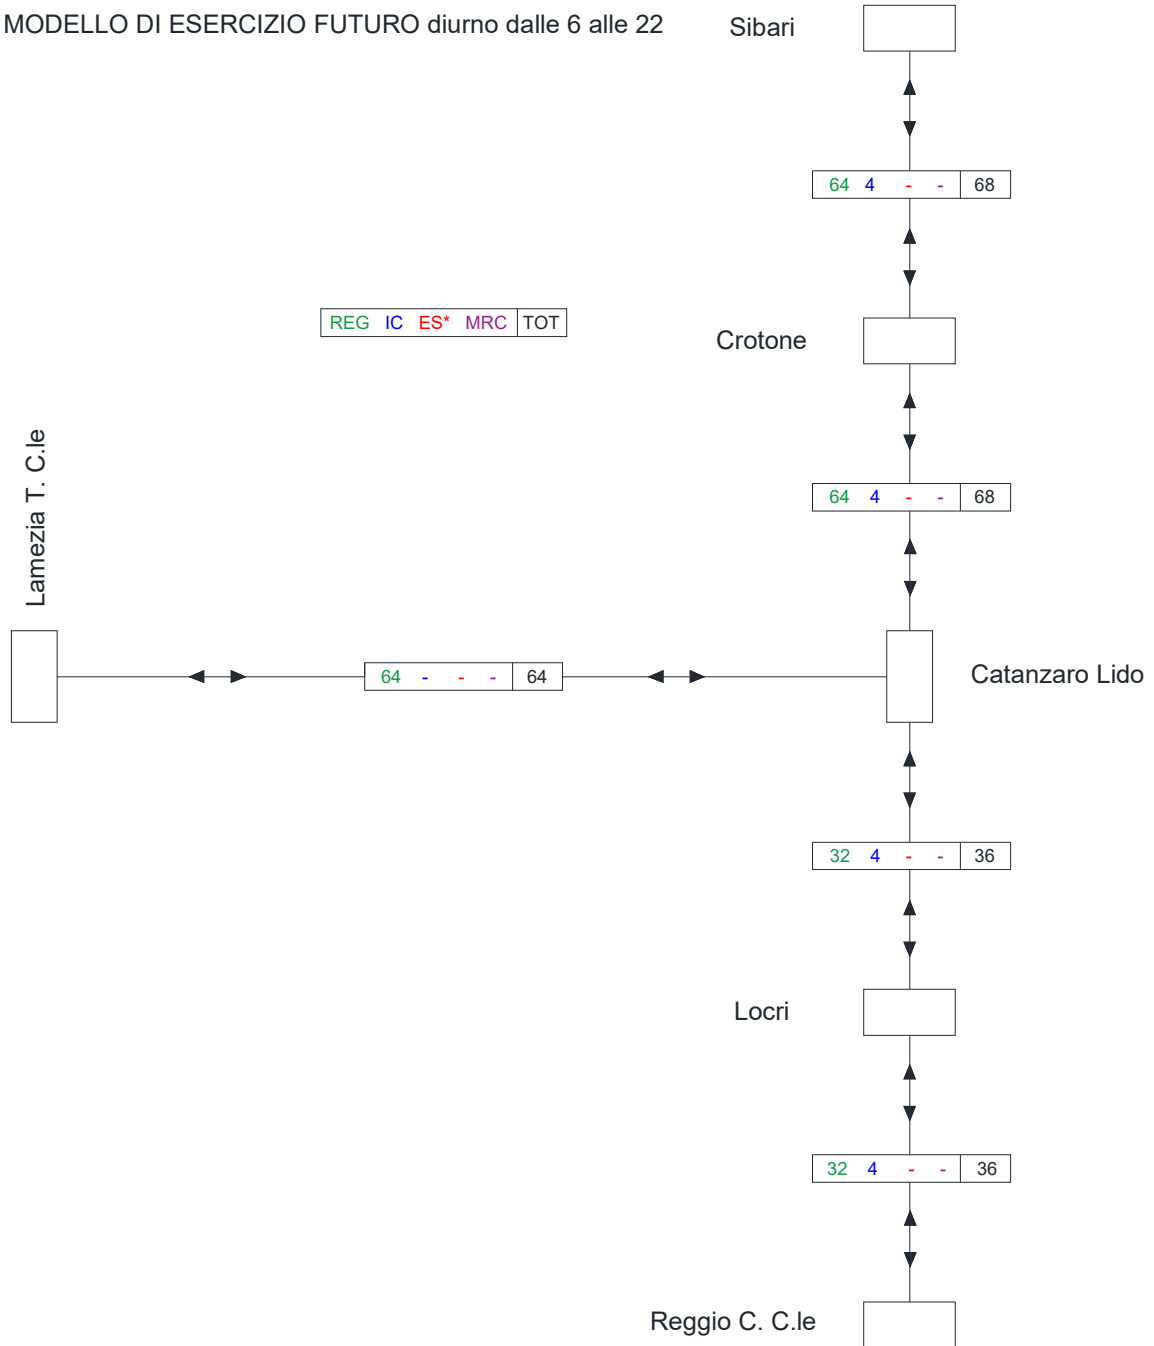 MODELLO DI ESERCIZIO FUTURO diurno dalle 6 alle 22
Sibari
64 4 - - 68
REG IC ES* MRC TOT
Crotone
Lamezia T. C.le
64 4 - - 68
64 - - - 64
Catanzaro Lido
32 4 - - 36
Locri
32 4 - - 36
Reggio C. C.le